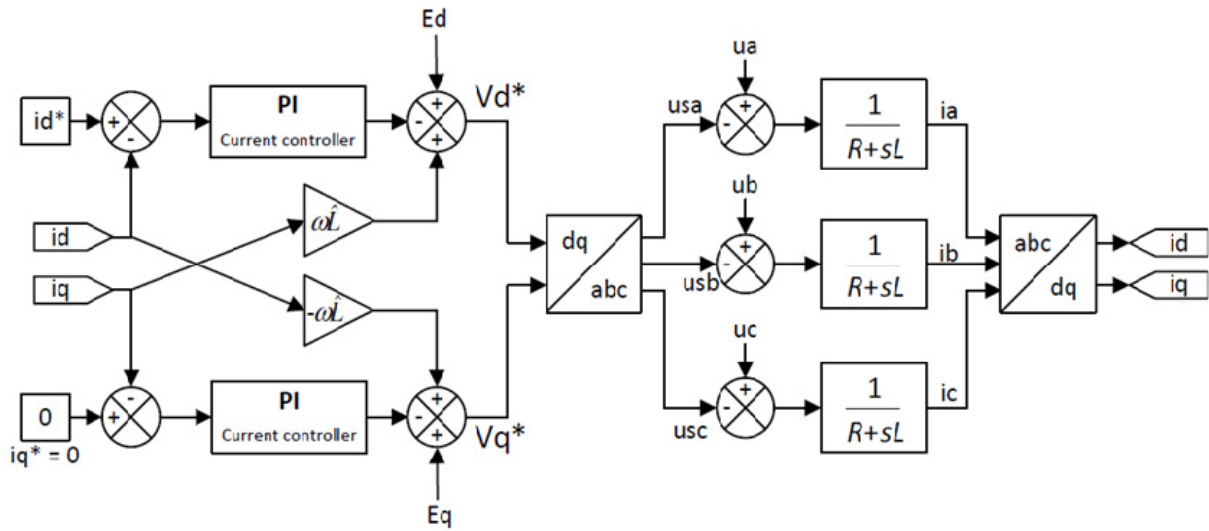 Ed
ua
id*
+
-
PI
Current controller
-
+
+
Vd*
usa
+
-
1
R+sL
ia
id
iq
ωL̂
-ωL̂
dq
abc
ub
usb
+
-
1
R+sL
ib
abc
dq
id
iq
0
iq* = 0
+
-
PI
Current controller
-
+
+
Vq*
Eq
uc
usc
+
-
1
R+sL
ic